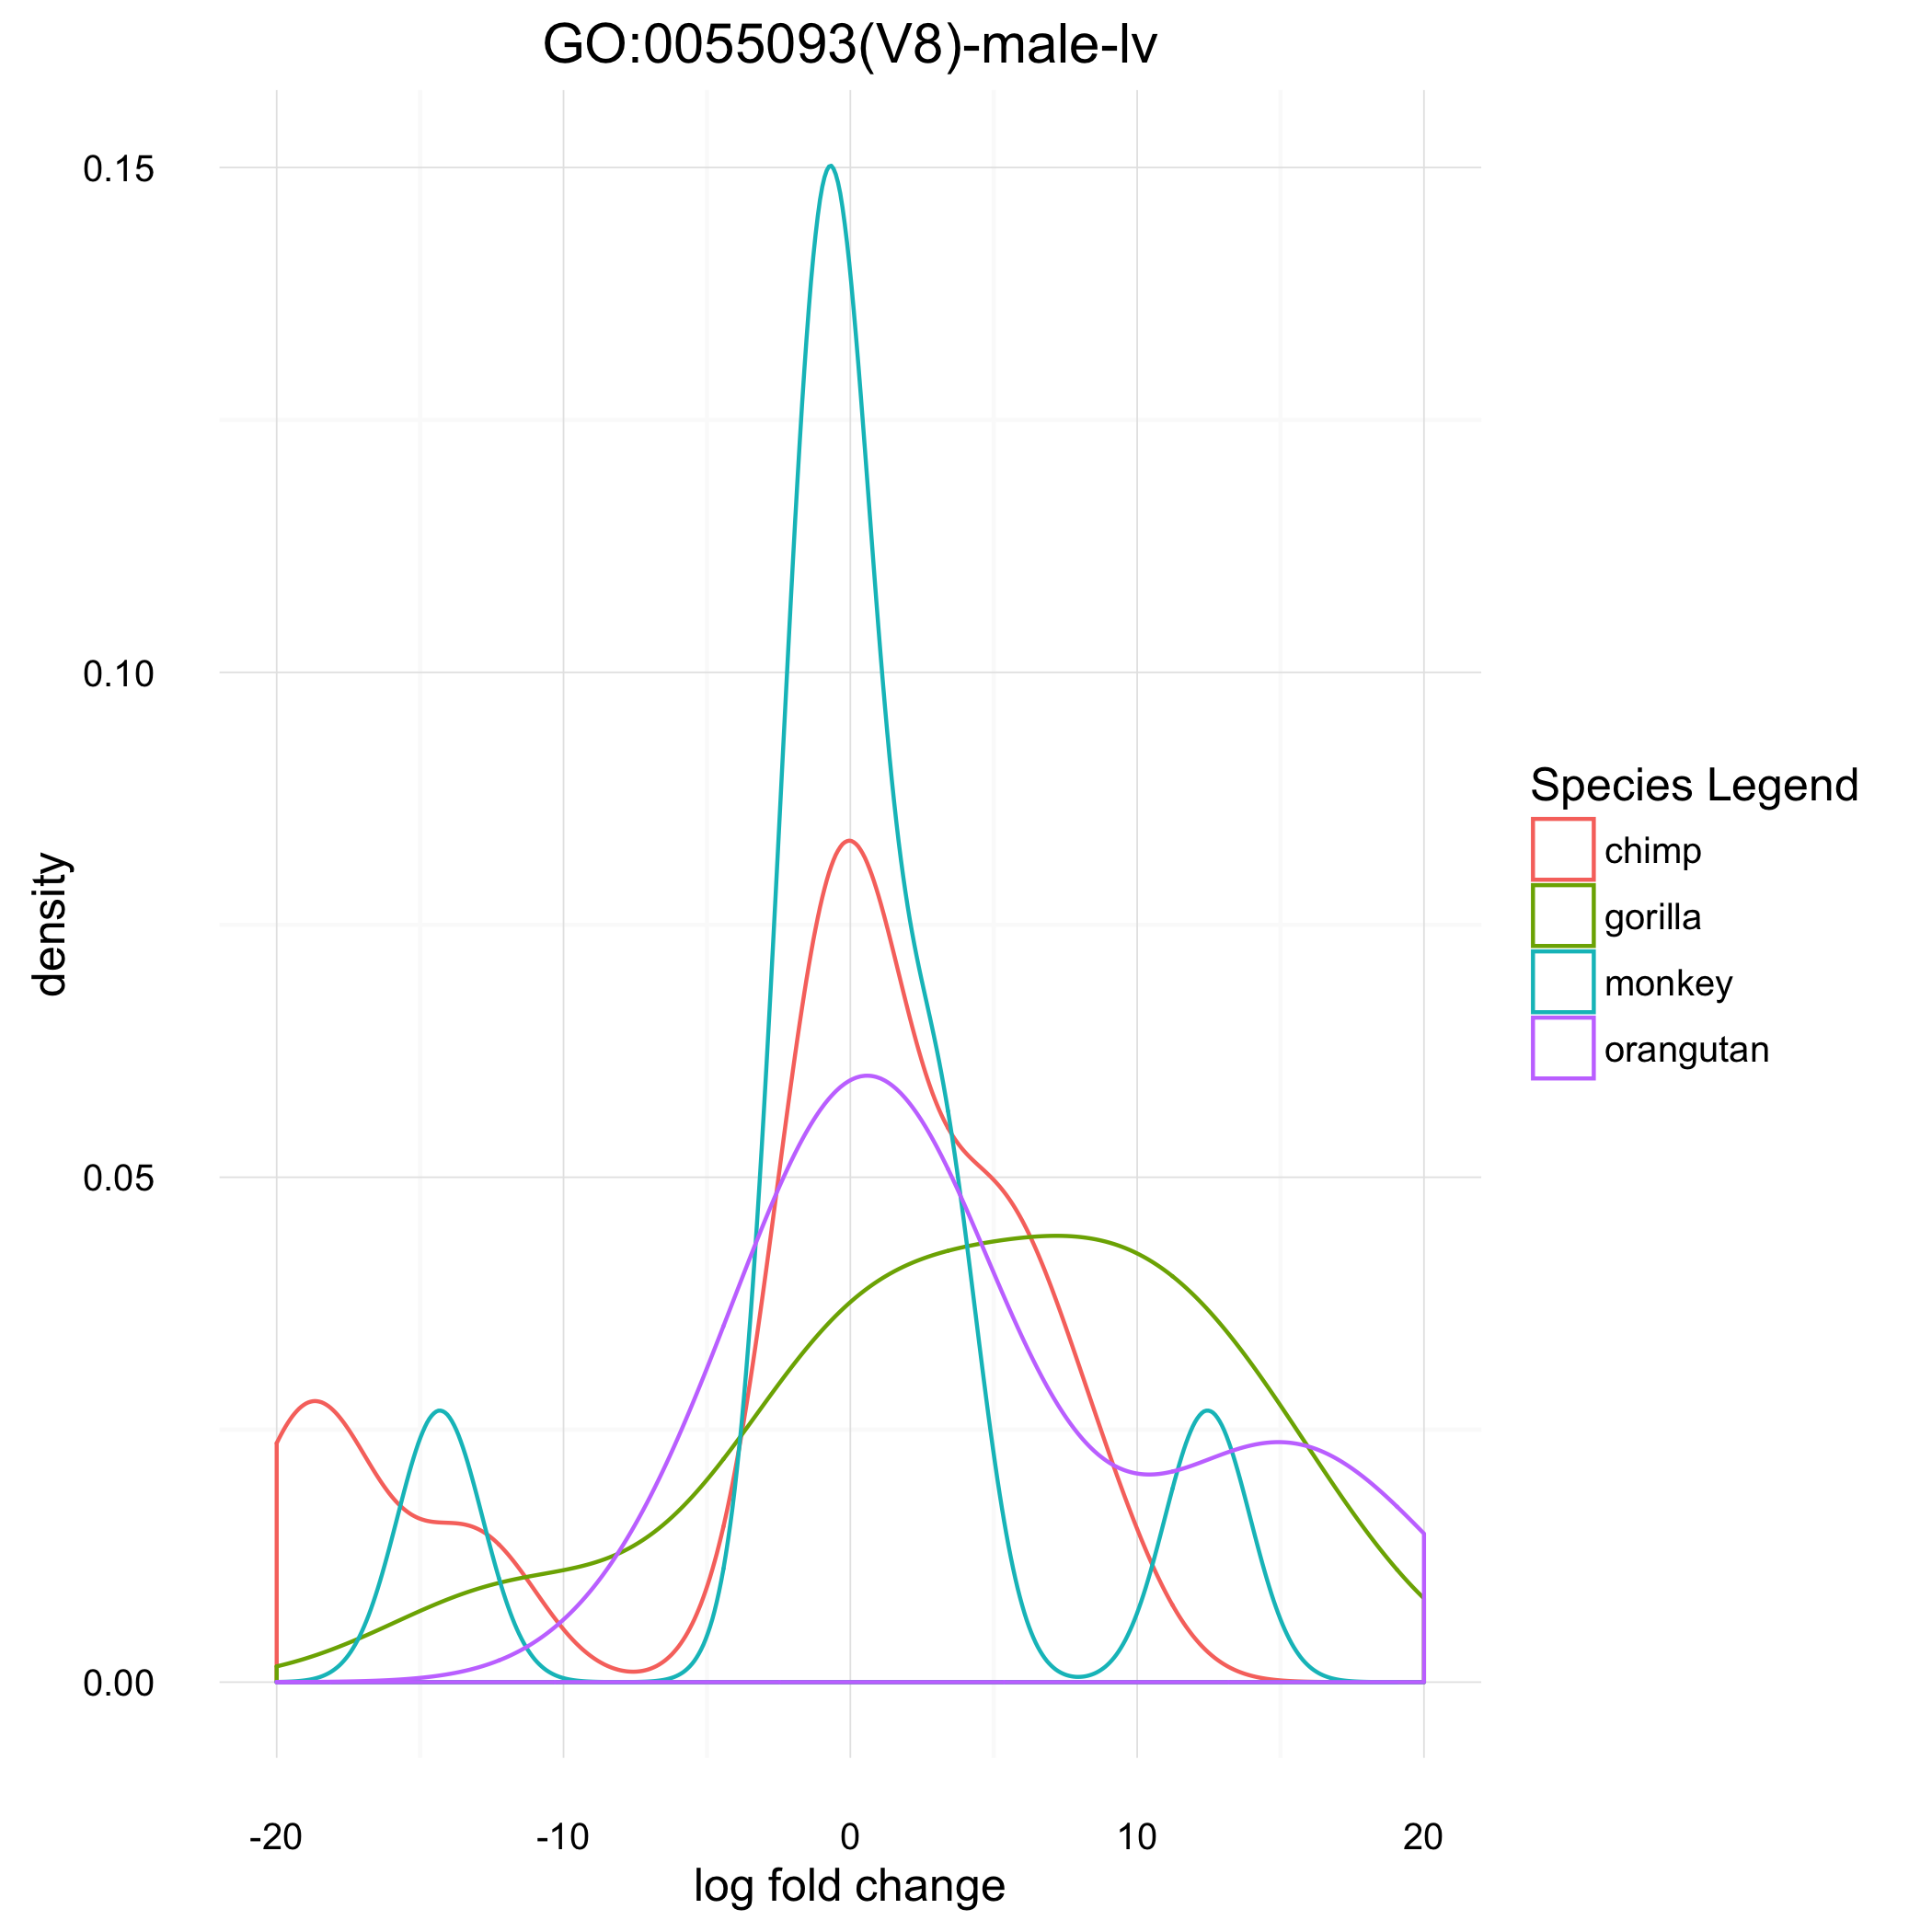 GO:0055093(V8)-male-lv
0.15
0.10
0.05
0.00
density
-20 -10 0 10 20
log fold change
Species Legend
chimp
gorilla
monkey
orangutan